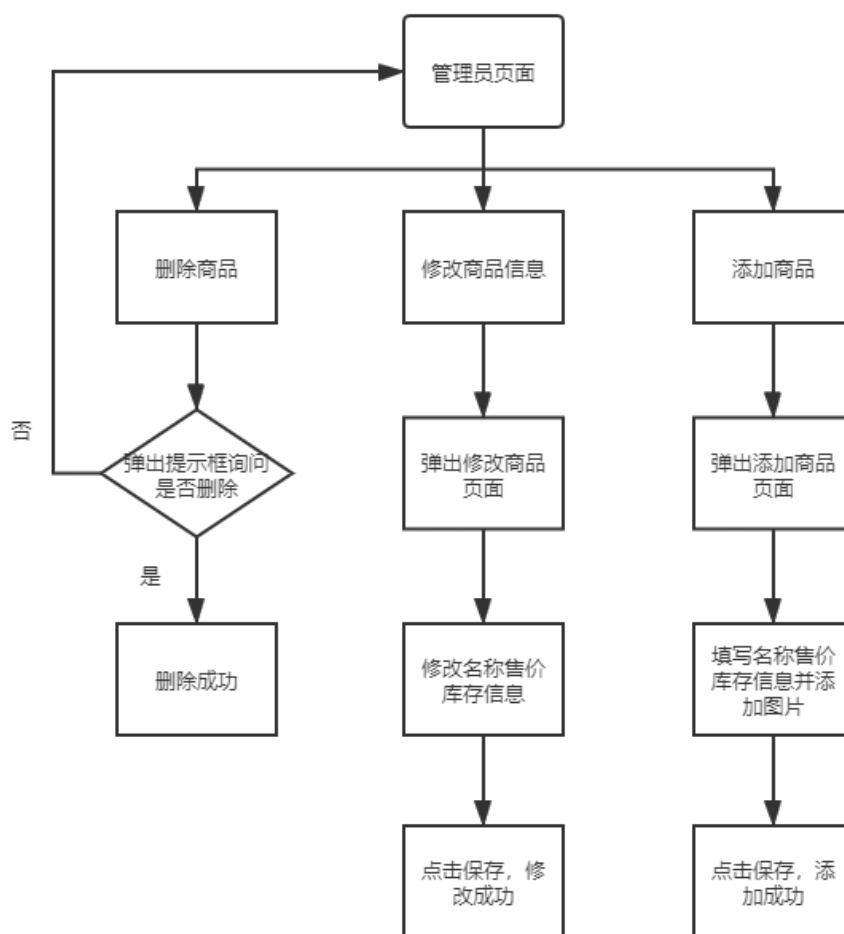 管理员页面
删除商品
修改商品信息
添加商品
否
弹出提示框询问
是否删除
弹出修改商品
页面
弹出添加商品
页面
是
删除成功
修改名称售价
库存信息
填写名称售价
库存信息并添
加图片
点击保存，修
改成功
点击保存，添
加成功